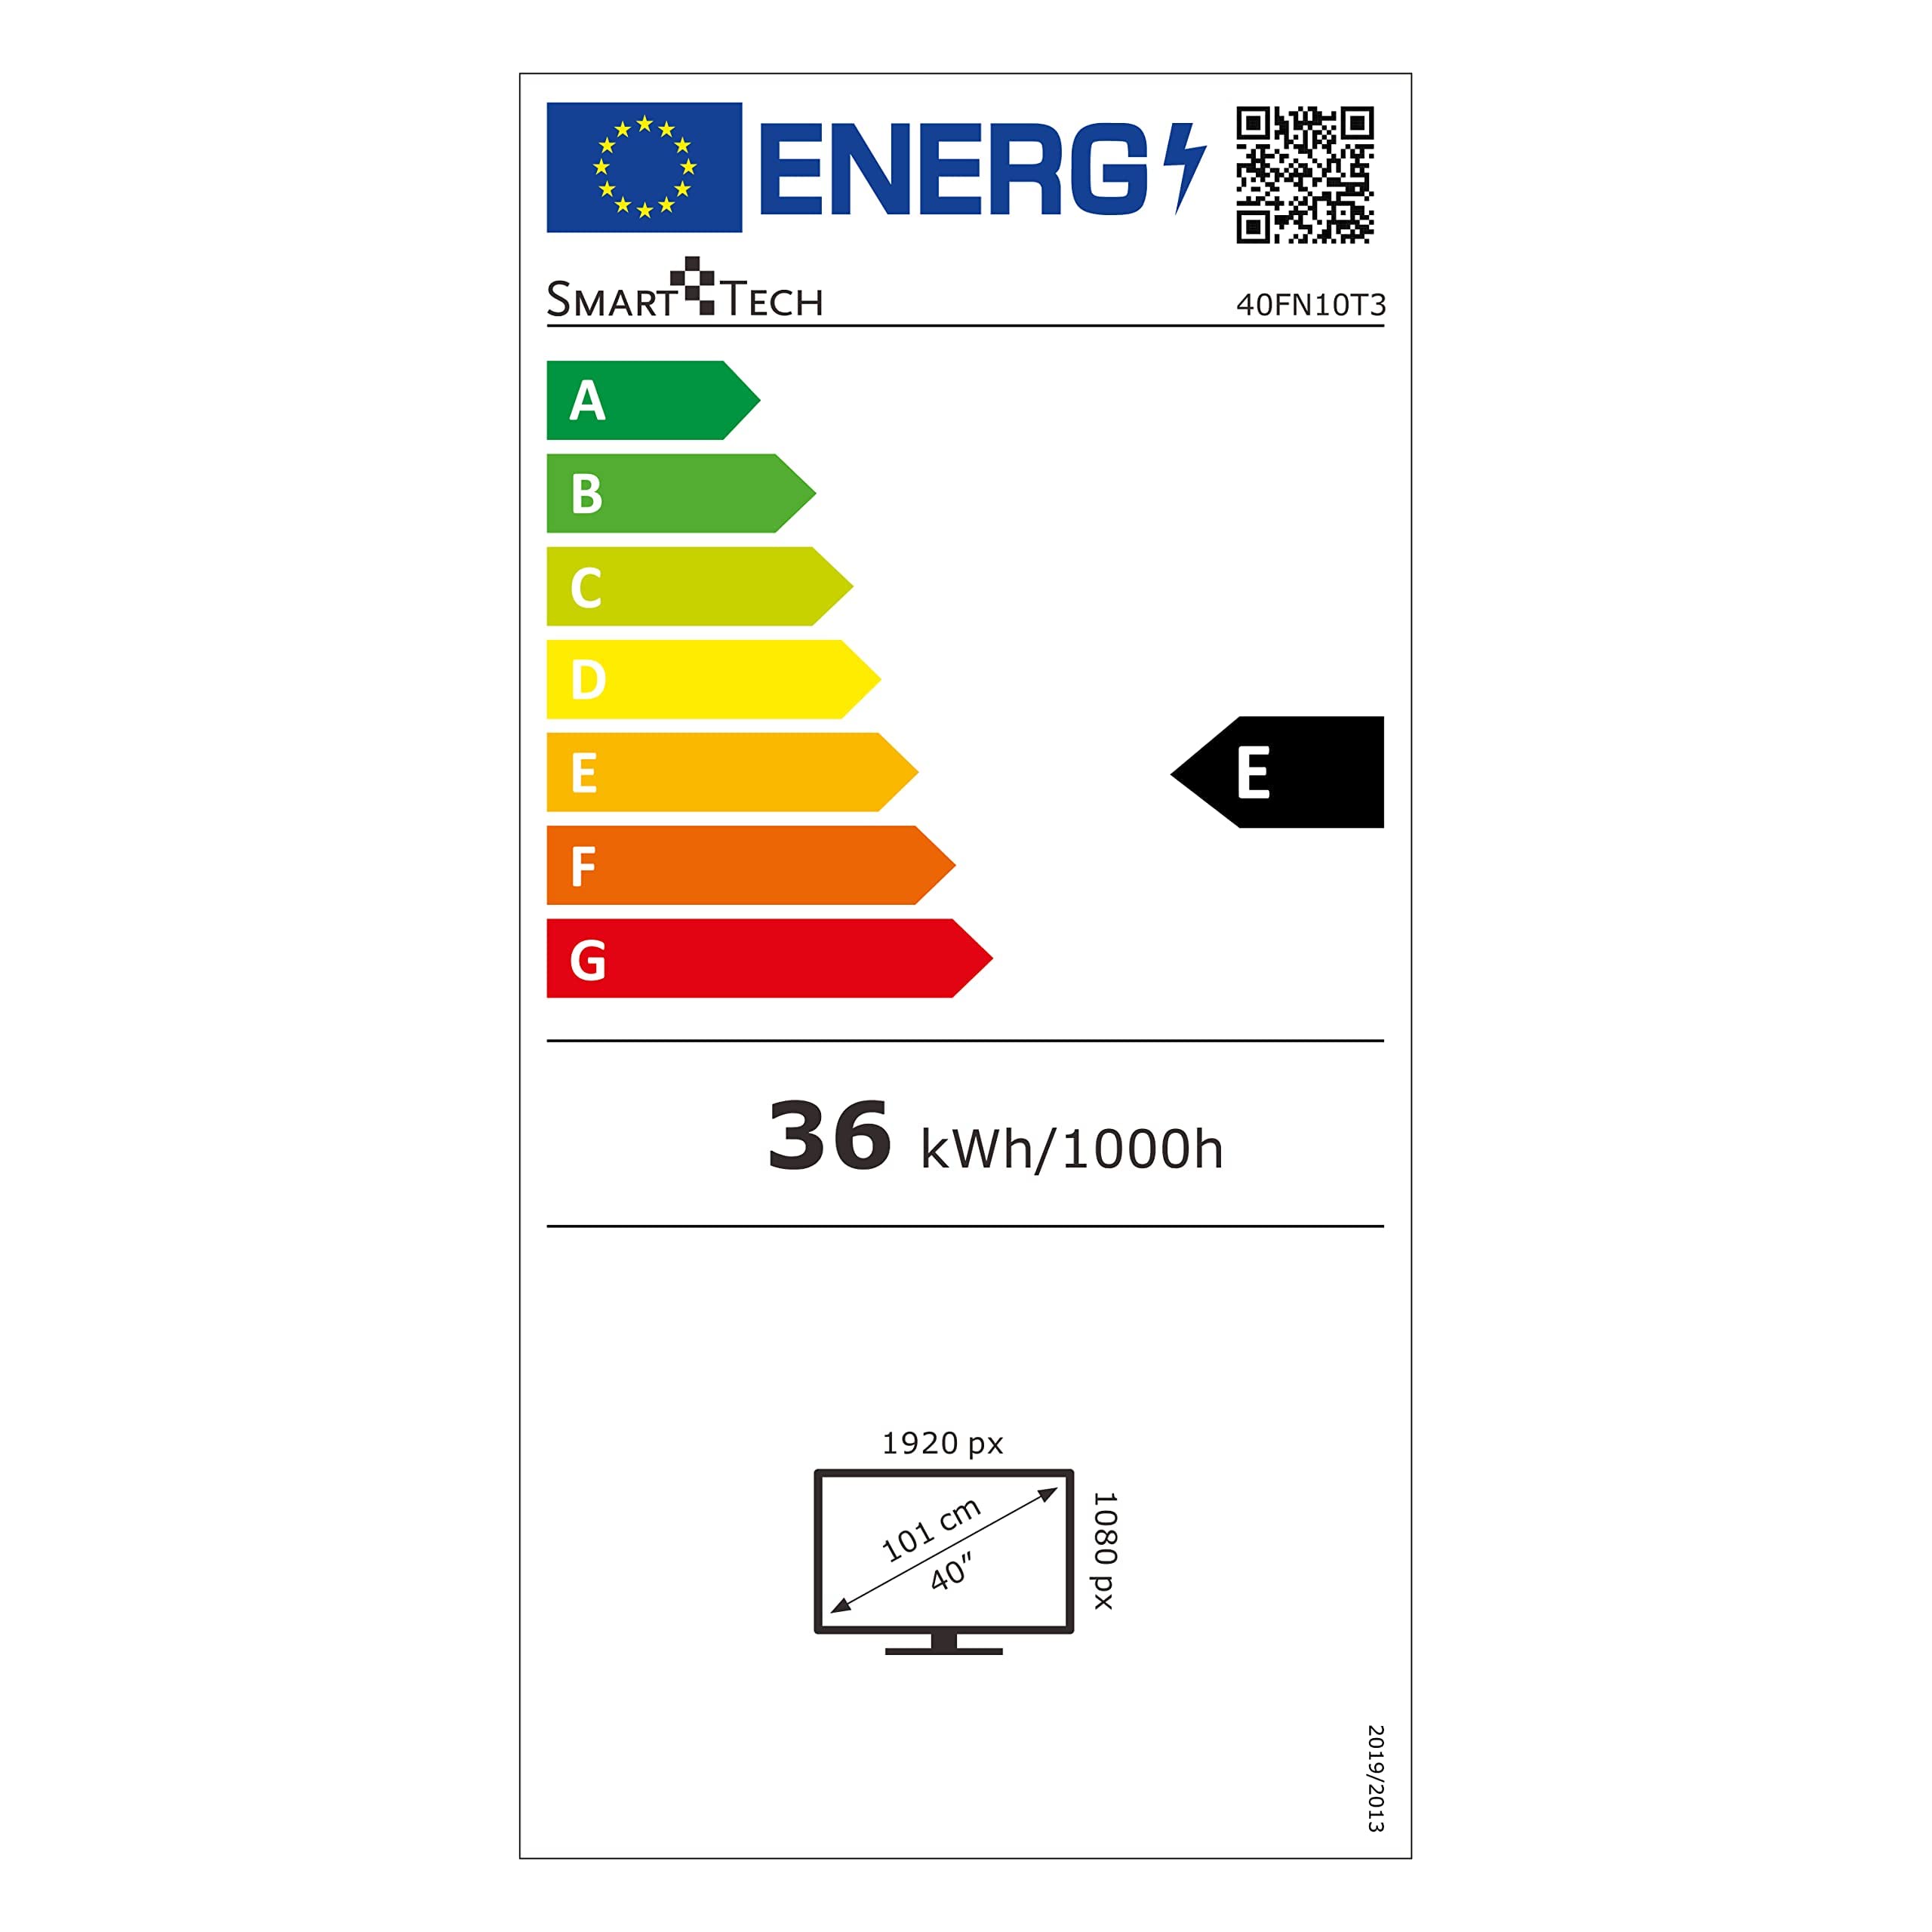 ENERG
SMART TECH
40FN10T3
A
B
C
D
E
E
F
G
36 kWh/1000h
1920 px
101 cm
40"
1080 px
2019/2013